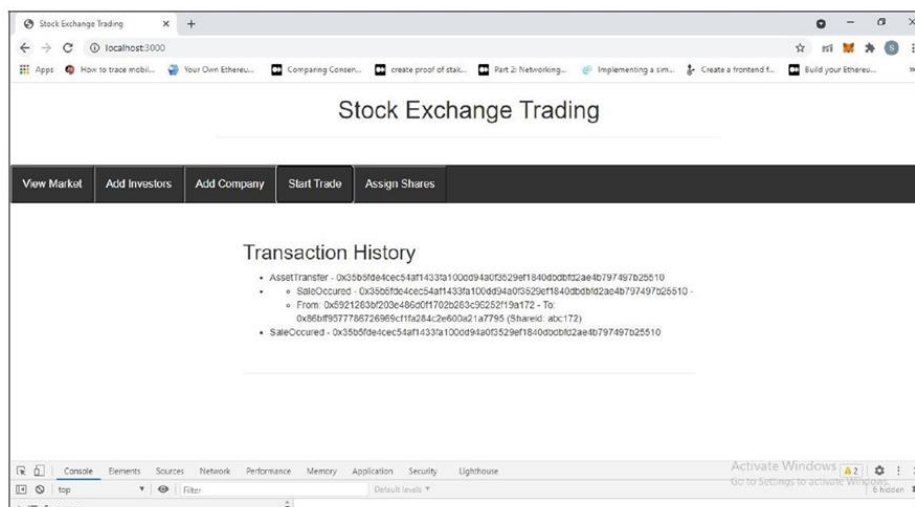 Stock Exchange Trading
localhost:3000
Apps How to trace mobil... Your Own Ethereu... Comparing Consen... create proof of stak... Part 2: Networking... Implementing a sim... Create a frontend f... Build your Ethereu...
Stock Exchange Trading
View Market Add Investors Add Company Start Trade Assign Shares
Transaction History
AssetTransfer - 0x35b5fde4cec54af1433fa100dd94a0f3529ef1840dbdbfd2ae4b797497b25510
SaleOccured - 0x35b5fde4cec54af1433fa100dd94a0f3529ef1840dbdbfd2ae4b797497b25510 -
From: 0x5921263bf203e486d0f1702b263c96252f19a172 - To:
0x86bff9577786726969cf1fa284c2e600a21a7795 (ShareId: abc172)
SaleOccured - 0x35b5fde4cec54af1433fa100dd94a0f3529ef1840dbdbfd2ae4b797497b25510
Console Elements Sources Network Performance Memory Application Security Lighthouse 2
Activate Windows
top Filter Default levels 6 hidden
Go to Settings to activate Windows.